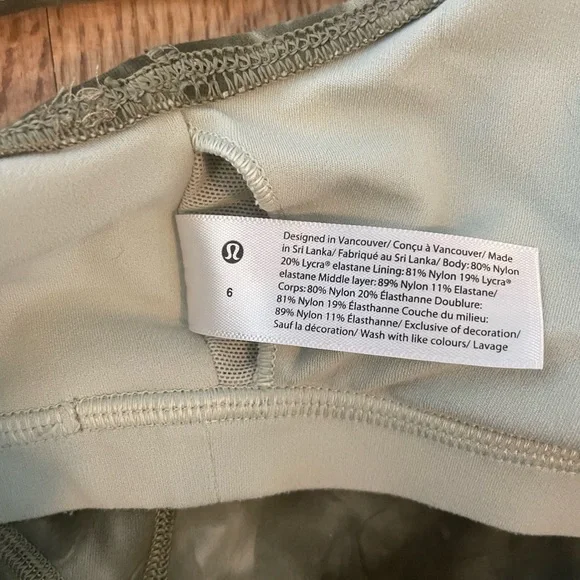 6
Designed in Vancouver/ Conçu à Vancouver/ Made
in Sri Lanka/ Fabriqué au Sri Lanka/ Body: 80% Nylon
20% Lycra® elastane Lining: 81% Nylon 19% Lycra®
elastane Middle layer: 89% Nylon 11% Elastane/
Corps: 80% Nylon 20% Élasthanne Doublure:
81% Nylon 19% Élasthanne Couche du milieu:
89% Nylon 11% Élasthanne/ Exclusive of decoration/
Sauf la décoration/ Wash with like colours/ Lavage